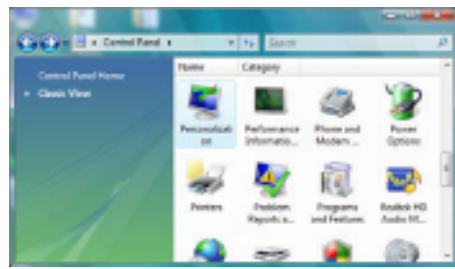 Control Panel
Search
Control Panel Home
Classic View
Name Category
Personalizati
on
Performance
Informatio...
Phone and
Modem ...
Power
Options
Printers
Problem
Reports a...
Programs
and Features
Realtek HD
Audio M...